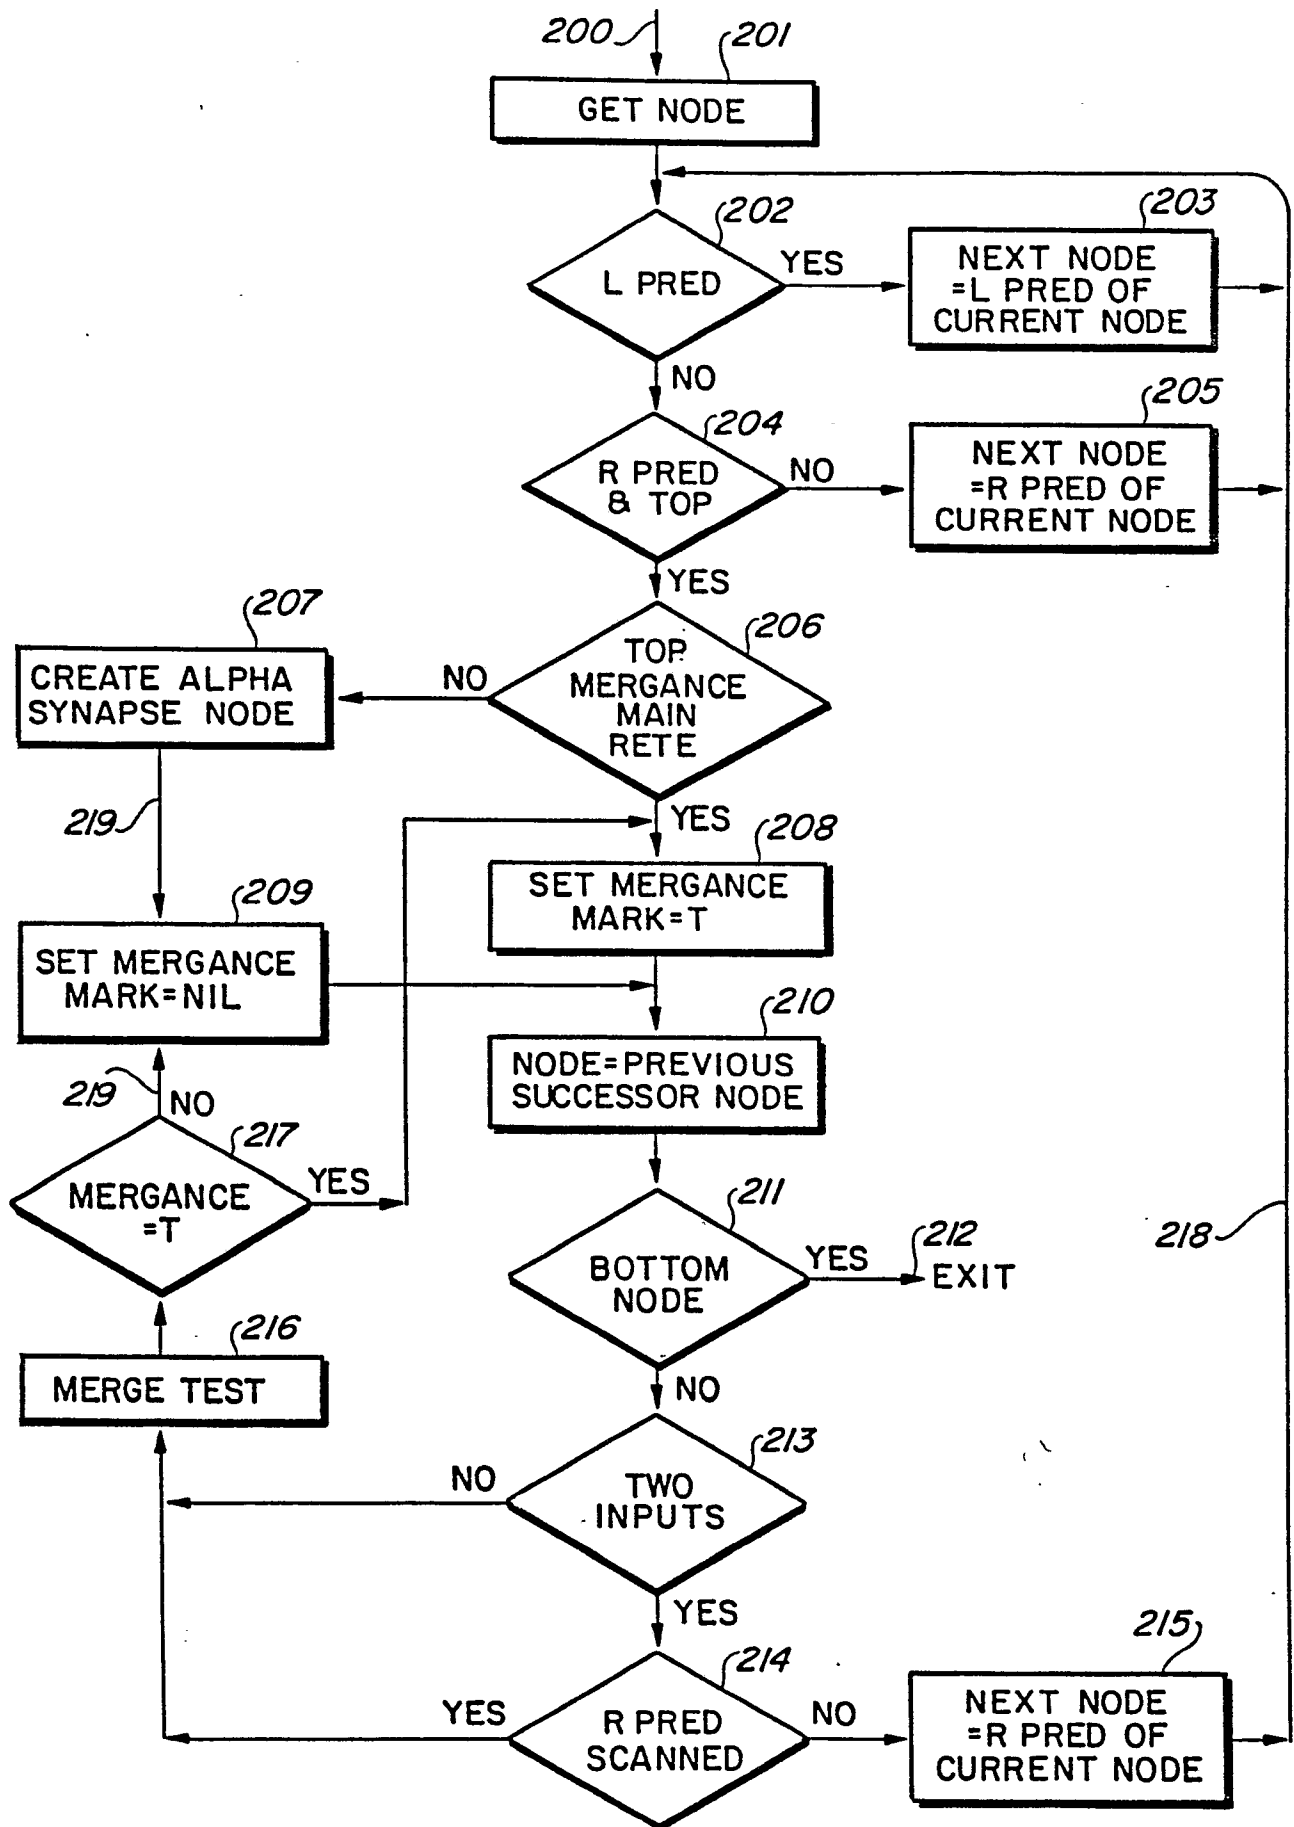 200
201
GET NODE
202
L PRED
YES
203
NEXT NODE
=L PRED OF
CURRENT NODE
NO
204
R PRED
& TOP
NO
205
NEXT NODE
=R PRED OF
CURRENT NODE
YES
206
TOP
MERGANCE
MAIN
RETE
NO
207
CREATE ALPHA
SYNAPSE NODE
219
YES
208
SET MERGANCE
MARK=T
209
SET MERGANCE
MARK=NIL
210
NODE=PREVIOUS
SUCCESSOR NODE
219
NO
217
MERGANCE
=T
YES
211
BOTTOM
NODE
YES
212
EXIT
218
216
MERGE TEST
NO
213
TWO
INPUTS
NO
YES
214
R PRED
SCANNED
YES
NO
215
NEXT NODE
=R PRED OF
CURRENT NODE